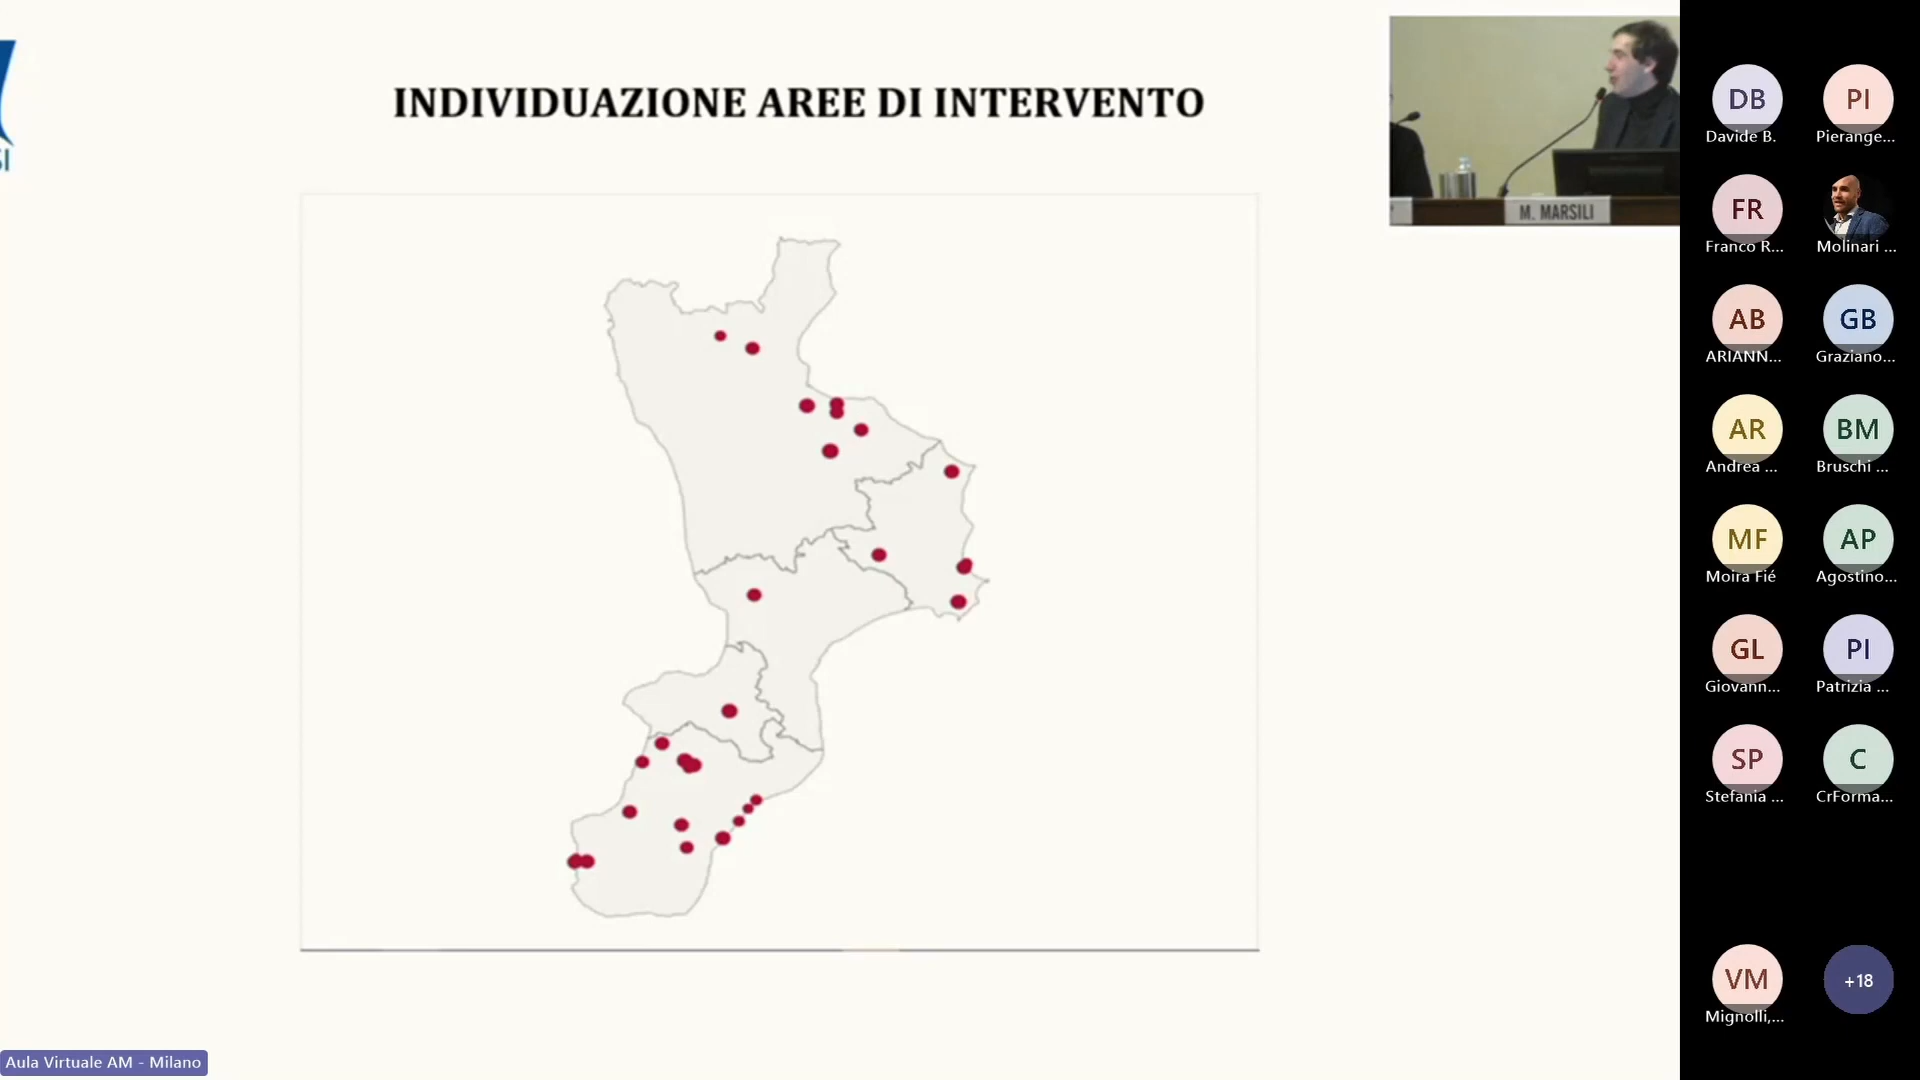 SI
INDIVIDUAZIONE AREE DI INTERVENTO
M. MARSILI
DB
Davide B.
PI
Pierange...
FR
Franco R...
Molinari ...
AB
ARIANN...
GB
Graziano...
AR
Andrea ...
BM
Bruschi ...
MF
Moira Fié
AP
Agostino...
GL
Giovann...
PI
Patrizia ...
SP
Stefania ...
C
CrForma...
VM
Mignolli,...
+18
Aula Virtuale AM - Milano